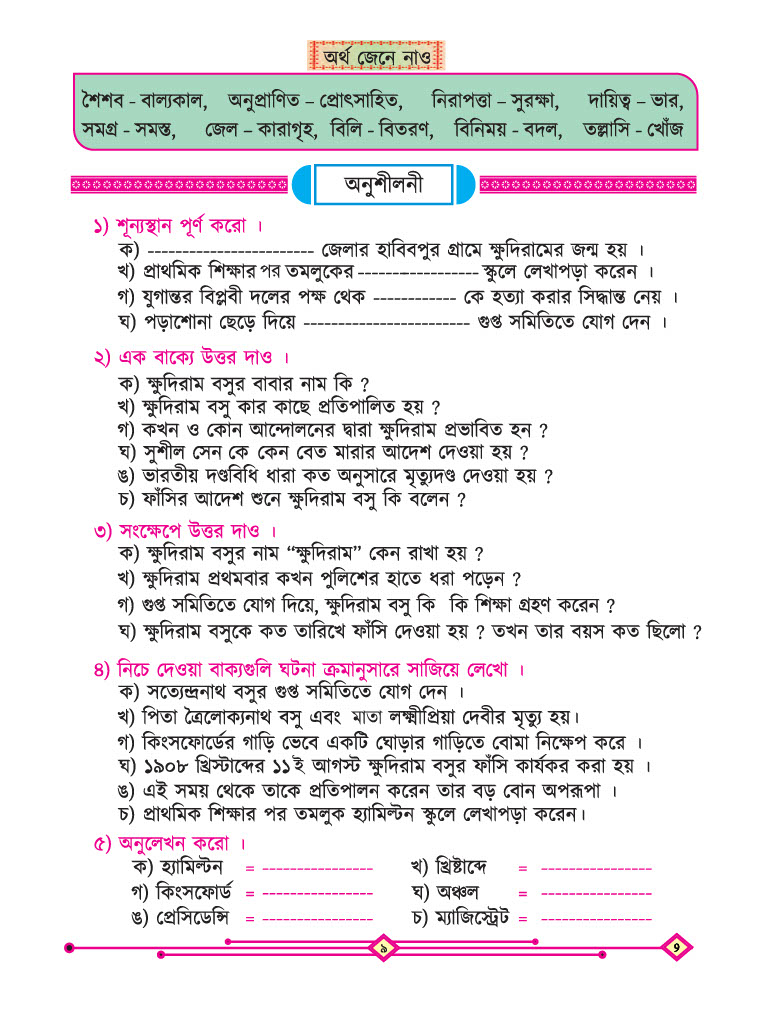 অর্থ জেনে নাও
শৈশব - বাল্যকাল, অনুপ্রাণিত – প্রোৎসাহিত, নিরাপত্তা – সুরক্ষা, দায়িত্ব – ভার,
সমগ্র - সমস্ত, জেল – কারাগৃহ, বিলি - বিতরণ, বিনিময় - বদল, তল্লাসি - খোঁজ
অনুশীলনী
১) শূন্যস্থান পূর্ণ করো ।
ক) ------------------------ জেলার হাবিবপুর গ্রামে ক্ষুদিরামের জন্ম হয় ।
খ) প্রাথমিক শিক্ষার পর তমলুকের ------------------ স্কুলে লেখাপড়া করেন ।
গ) যুগান্তর বিপ্লবী দলের পক্ষ থেক ------------ কে হত্যা করার সিদ্ধান্ত নেয় ।
ঘ) পড়াশোনা ছেড়ে দিয়ে ------------------------ গুপ্ত সমিতিতে যোগ দেন ।
২) এক বাক্যে উত্তর দাও ।
ক) ক্ষুদিরাম বসুর বাবার নাম কি ?
খ) ক্ষুদিরাম বসু কার কাছে প্রতিপালিত হয় ?
গ) কখন ও কোন আন্দোলনের দ্বারা ক্ষুদিরাম প্রভাবিত হন ?
ঘ) সুশীল সেন কে কেন বেত মারার আদেশ দেওয়া হয় ?
ঙ) ভারতীয় দণ্ডবিধি ধারা কত অনুসারে মৃত্যুদণ্ড দেওয়া হয় ?
চ) ফাঁসির আদেশ শুনে ক্ষুদিরাম বসু কি বলেন ?
৩) সংক্ষেপে উত্তর দাও ।
ক) ক্ষুদিরাম বসুর নাম “ক্ষুদিরাম” কেন রাখা হয় ?
খ) ক্ষুদিরাম প্রথমবার কখন পুলিশের হাতে ধরা পড়েন ?
গ) গুপ্ত সমিতিতে যোগ দিয়ে, ক্ষুদিরাম বসু কি কি শিক্ষা গ্রহণ করেন ?
ঘ) ক্ষুদিরাম বসুকে কত তারিখে ফাঁসি দেওয়া হয় ? তখন তার বয়স কত ছিলো ?
৪) নিচে দেওয়া বাক্যগুলি ঘটনা ক্রমানুসারে সাজিয়ে লেখো ।
ক) সত্যেন্দ্রনাথ বসুর গুপ্ত সমিতিতে যোগ দেন ।
খ) পিতা ত্রৈলোক্যনাথ বসু এবং মাতা লক্ষ্মীপ্রিয়া দেবীর মৃত্যু হয়।
গ) কিংসফোর্ডের গাড়ি ভেবে একটি ঘোড়ার গাড়িতে বোমা নিক্ষেপ করে ।
ঘ) ১৯০৮ খ্রিস্টাব্দের ১১ই আগস্ট ক্ষুদিরাম বসুর ফাঁসি কার্যকর করা হয় ।
ঙ) এই সময় থেকে তাকে প্রতিপালন করেন তার বড় বোন অপরূপা ।
চ) প্রাথমিক শিক্ষার পর তমলুক হ্যামিল্টন স্কুলে লেখাপড়া করেন।
৫) অনুলেখন করো ।
ক) হ্যামিল্টন = ---------------- খ) খ্রিষ্টাব্দে = ----------------
গ) কিংসফোর্ড = ---------------- ঘ) অঞ্চল = ----------------
ঙ) প্রেসিডেন্সি = ---------------- চ) ম্যাজিস্ট্রেট = ----------------
৯ 9